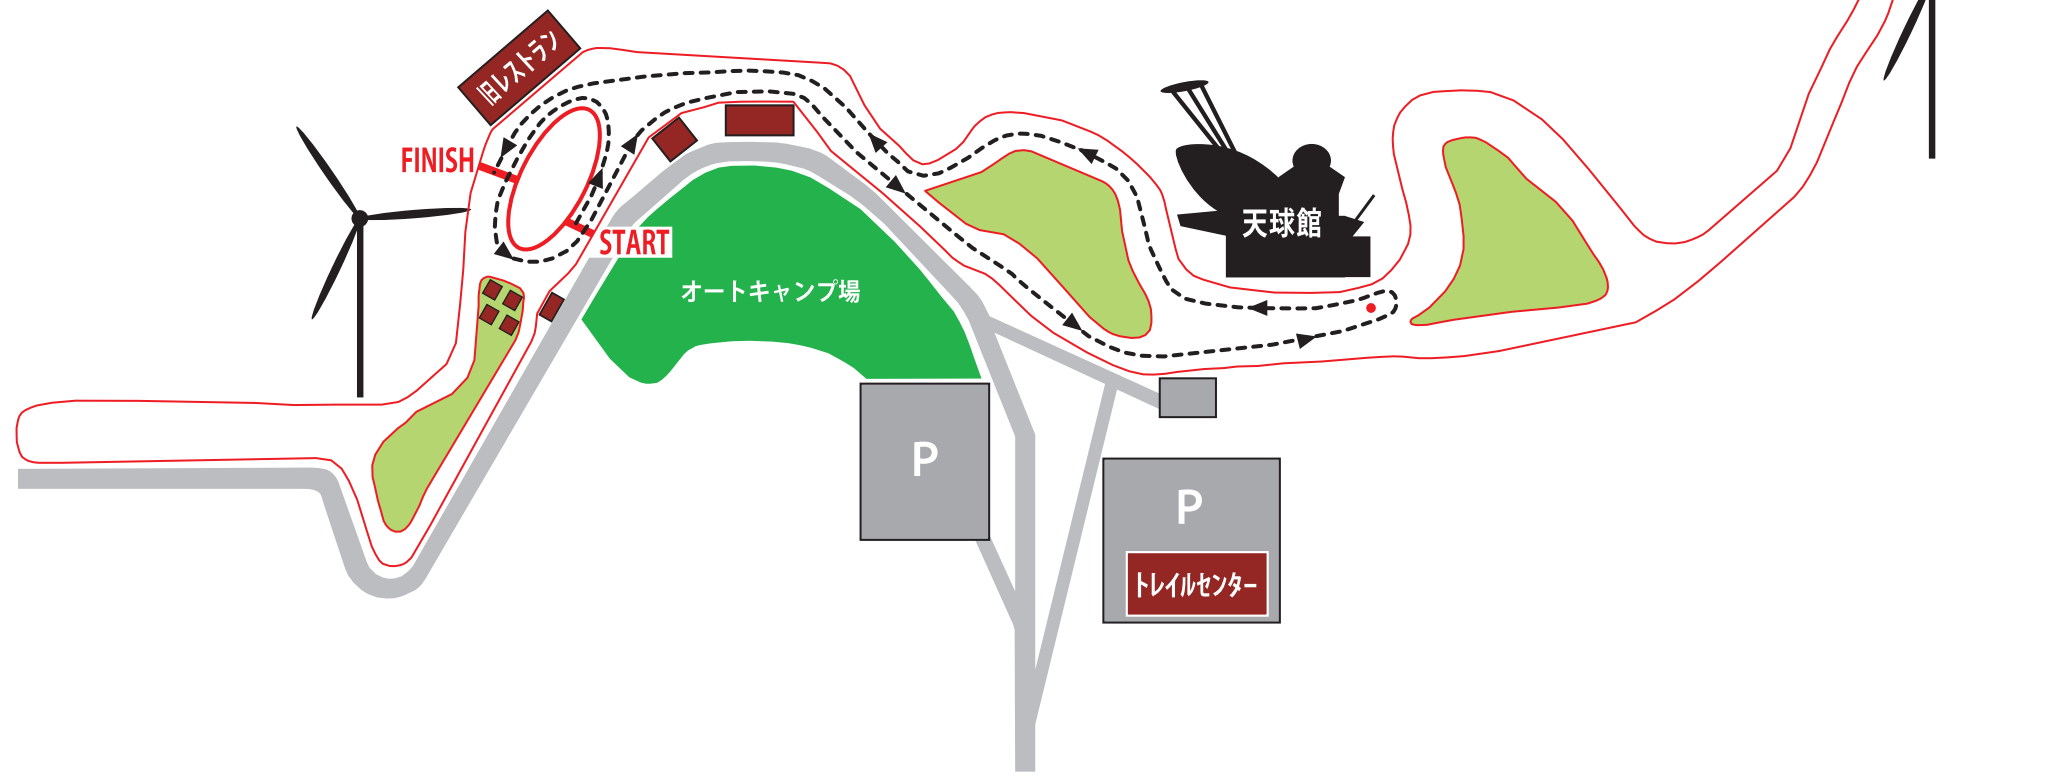 旧レストラン
FINISH
START
天球館
オートキャンプ場
P
P
トレイルセンター